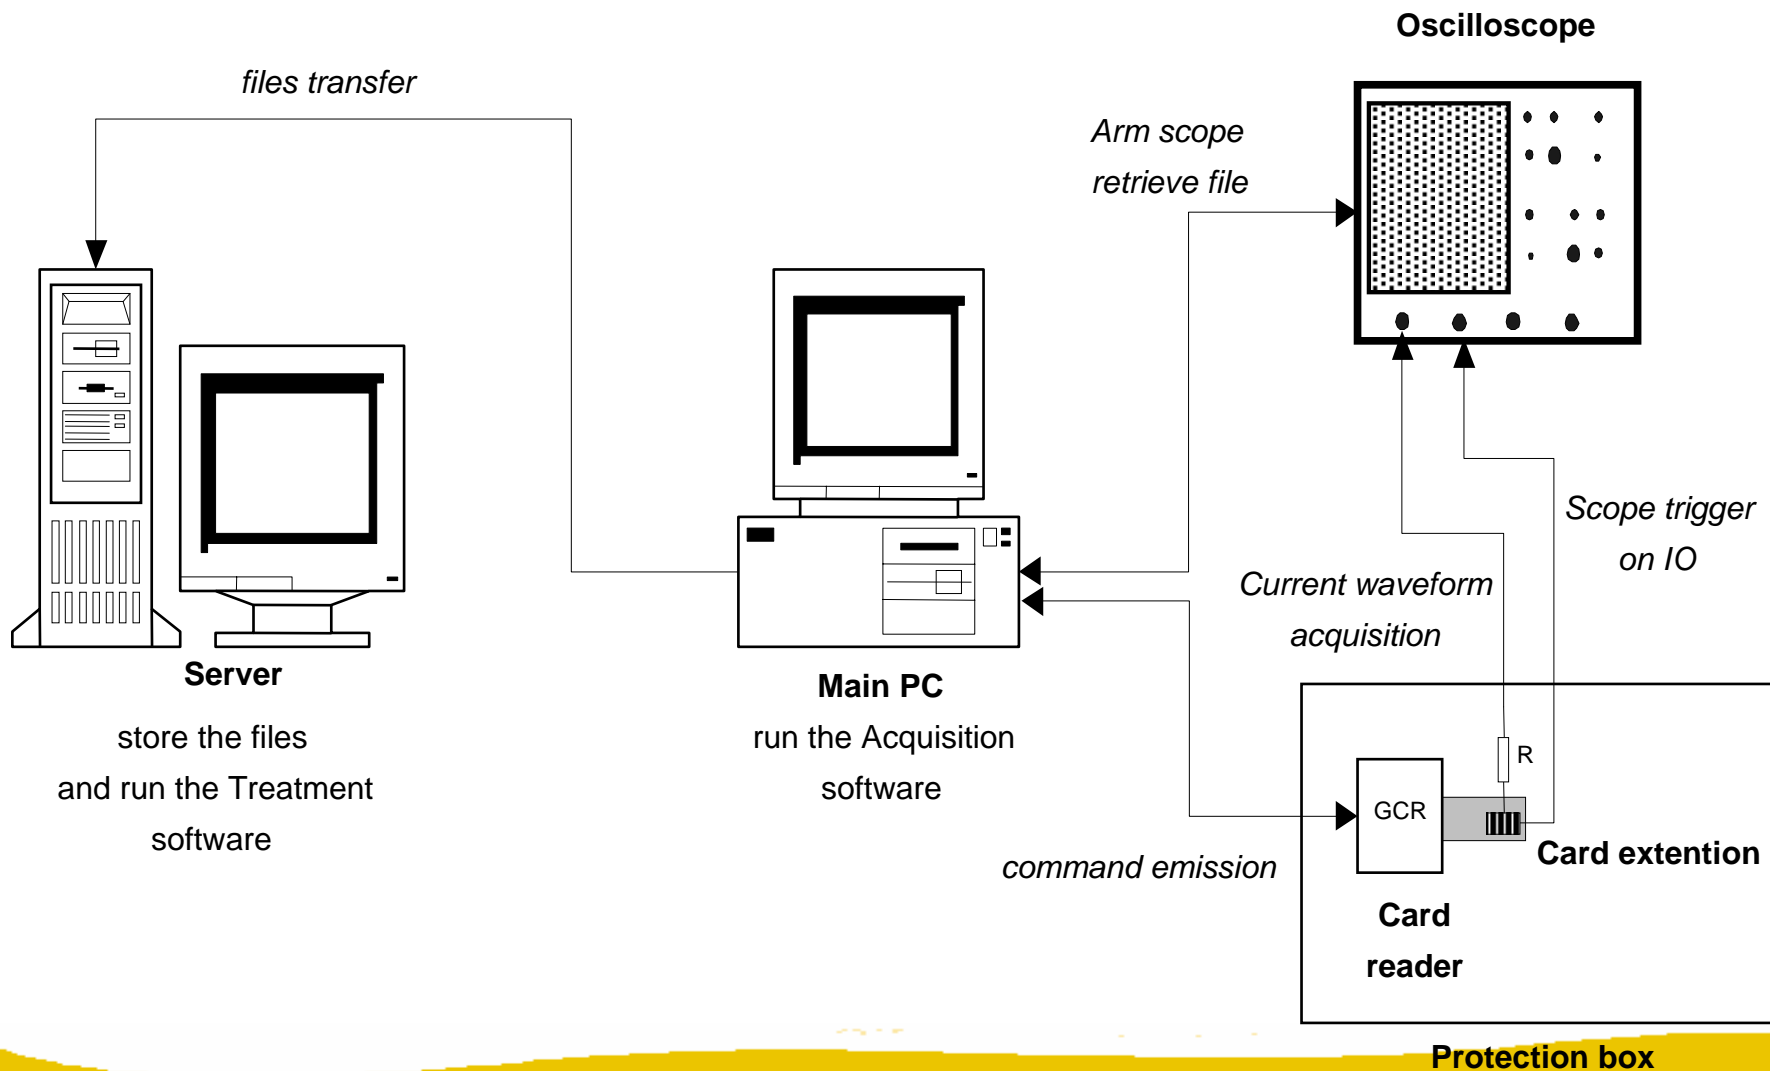 Oscilloscope
files transfer
Arm scope
retrieve file
Scope trigger
on IO
Current waveform
acquisition
Server
store the files
and run the Treatment
software
Main PC
run the Acquisition
software
R
GCR
command emission
Card extention
Card
reader
Protection box